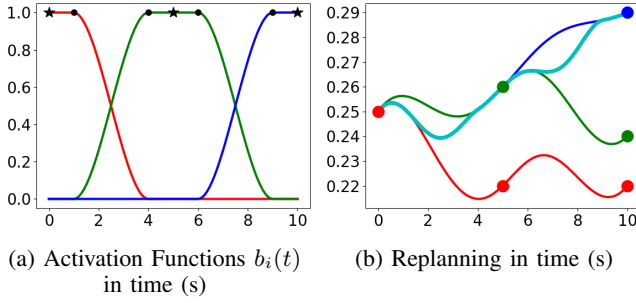 1.0
0.8
0.6
0.4
0.2
0.0
0 2 4 6 8 10
(a) Activation Functions b_i(t)
in time (s)
0.29
0.28
0.27
0.26
0.25
0.24
0.23
0.22
0 2 4 6 8 10
(b) Replanning in time (s)